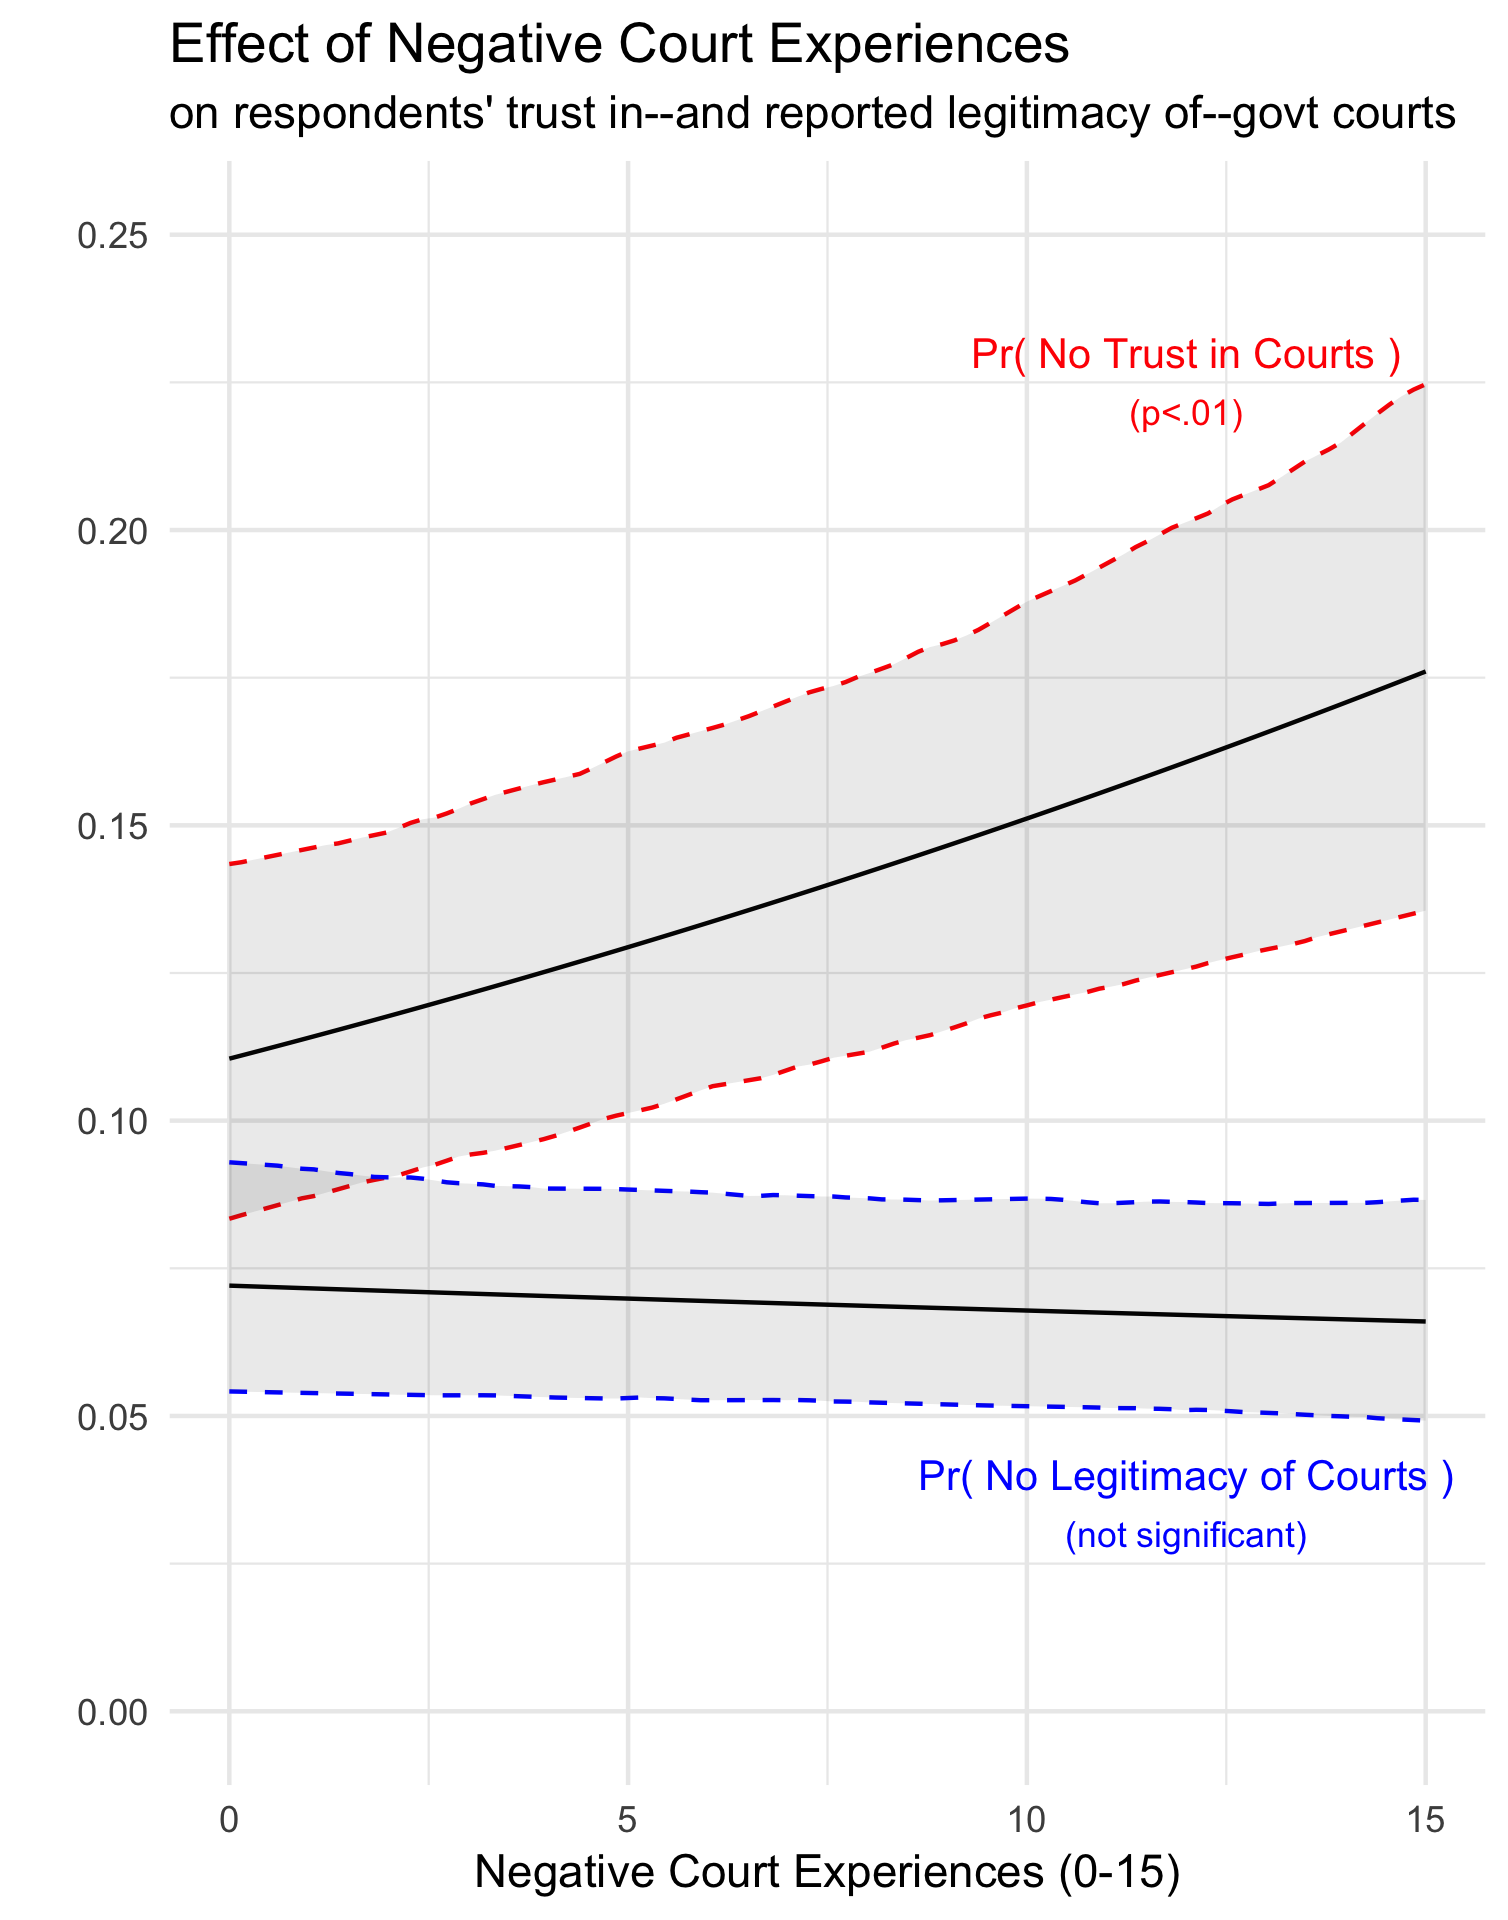 Effect of Negative Court Experiences
on respondents' trust in--and reported legitimacy of--govt courts
0.25
Pr( No Trust in Courts )
(p<.01)
0.20
0.15
0.10
0.05
Pr( No Legitimacy of Courts )
(not significant)
0.00
0 5 10 15
Negative Court Experiences (0-15)